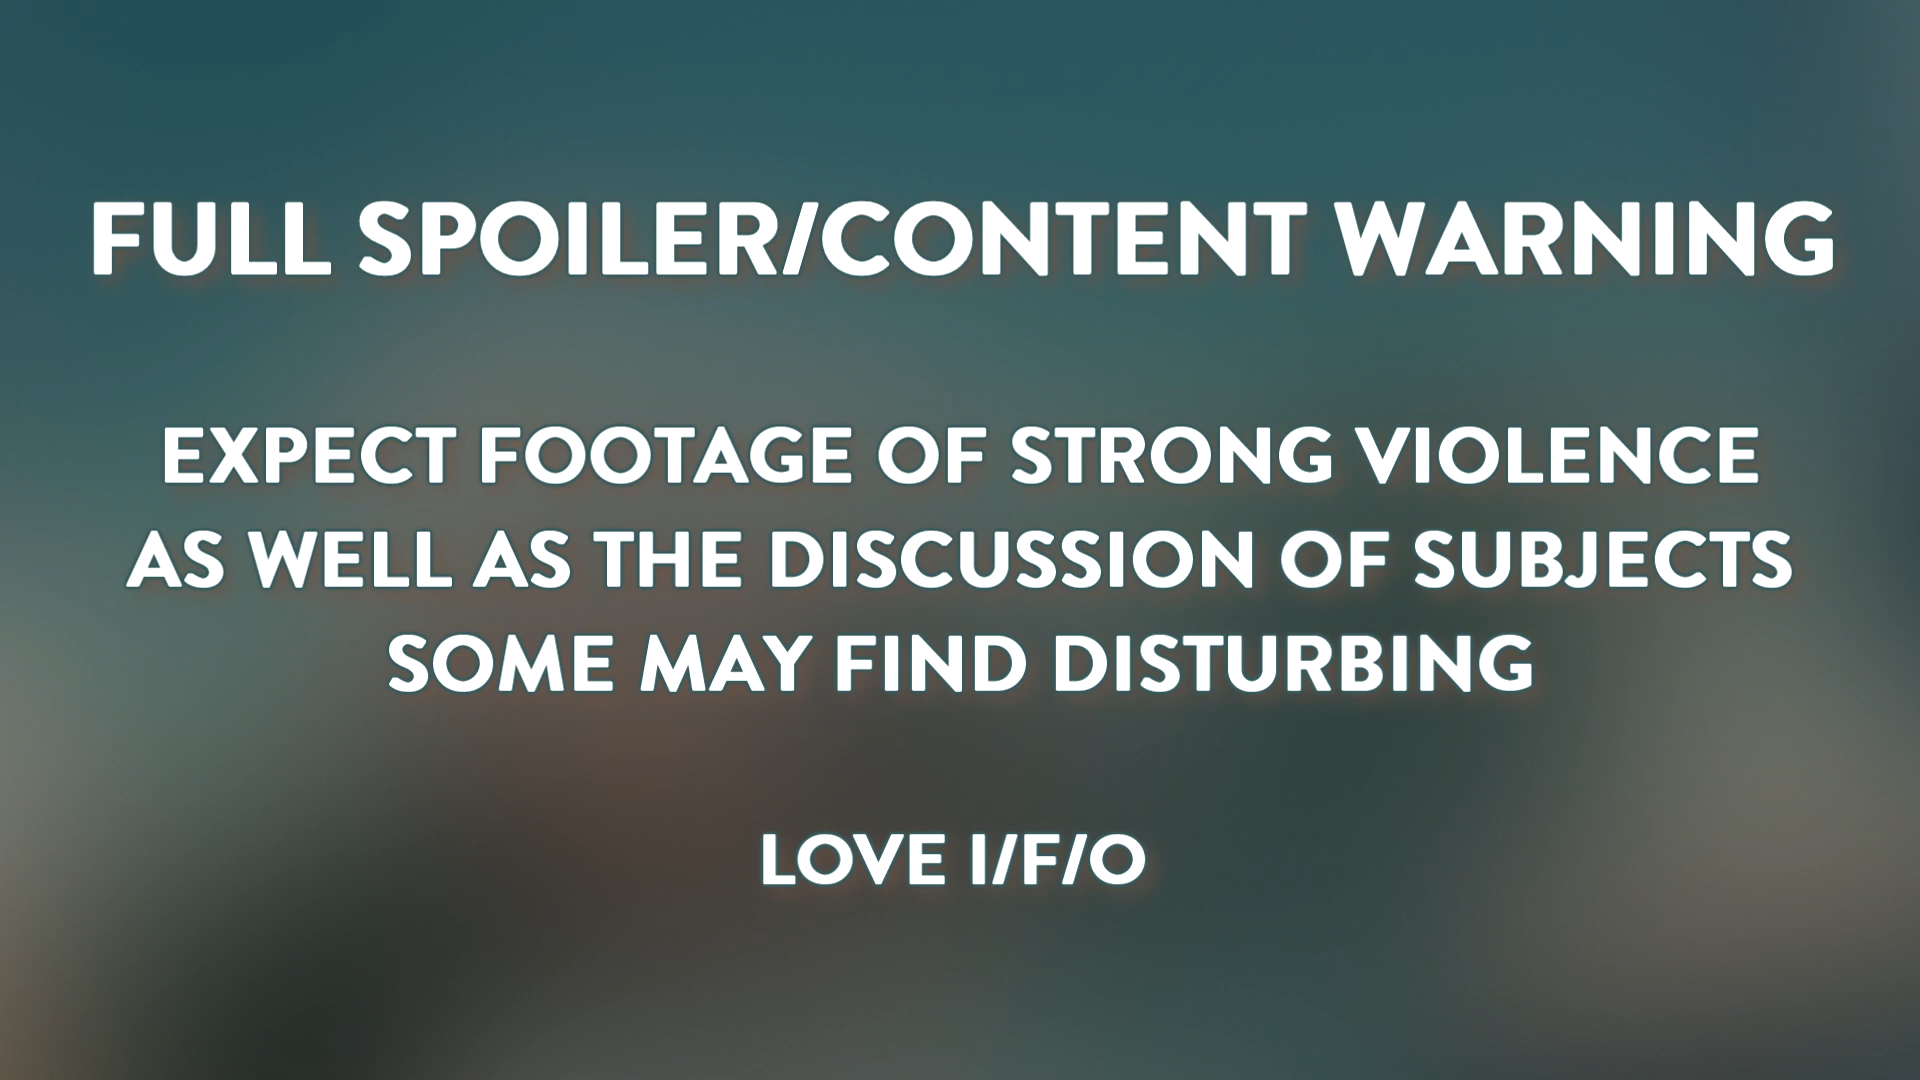 FULL SPOILER/CONTENT WARNING
EXPECT FOOTAGE OF STRONG VIOLENCE
AS WELL AS THE DISCUSSION OF SUBJECTS
SOME MAY FIND DISTURBING
LOVE I/F/O